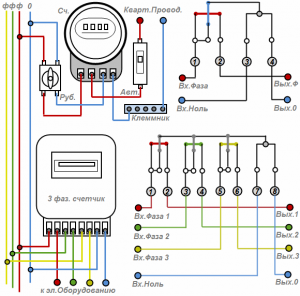 ффф 0
Сч.
Кварт.Провод.
Руб.
Авт.
Клеммник
3 фаз. счетчик
к эл.Оборудованию
1 2 3 4
Вх.Фаза
Вых.Ф
Вх.Ноль
Вых.0
1 2 3 4 5 6 7 8
Вх.Фаза 1
Вых.1
Вх.Фаза 2
Вых.2
Вх.Фаза 3
Вых.3
Вх.Ноль
Вых.0